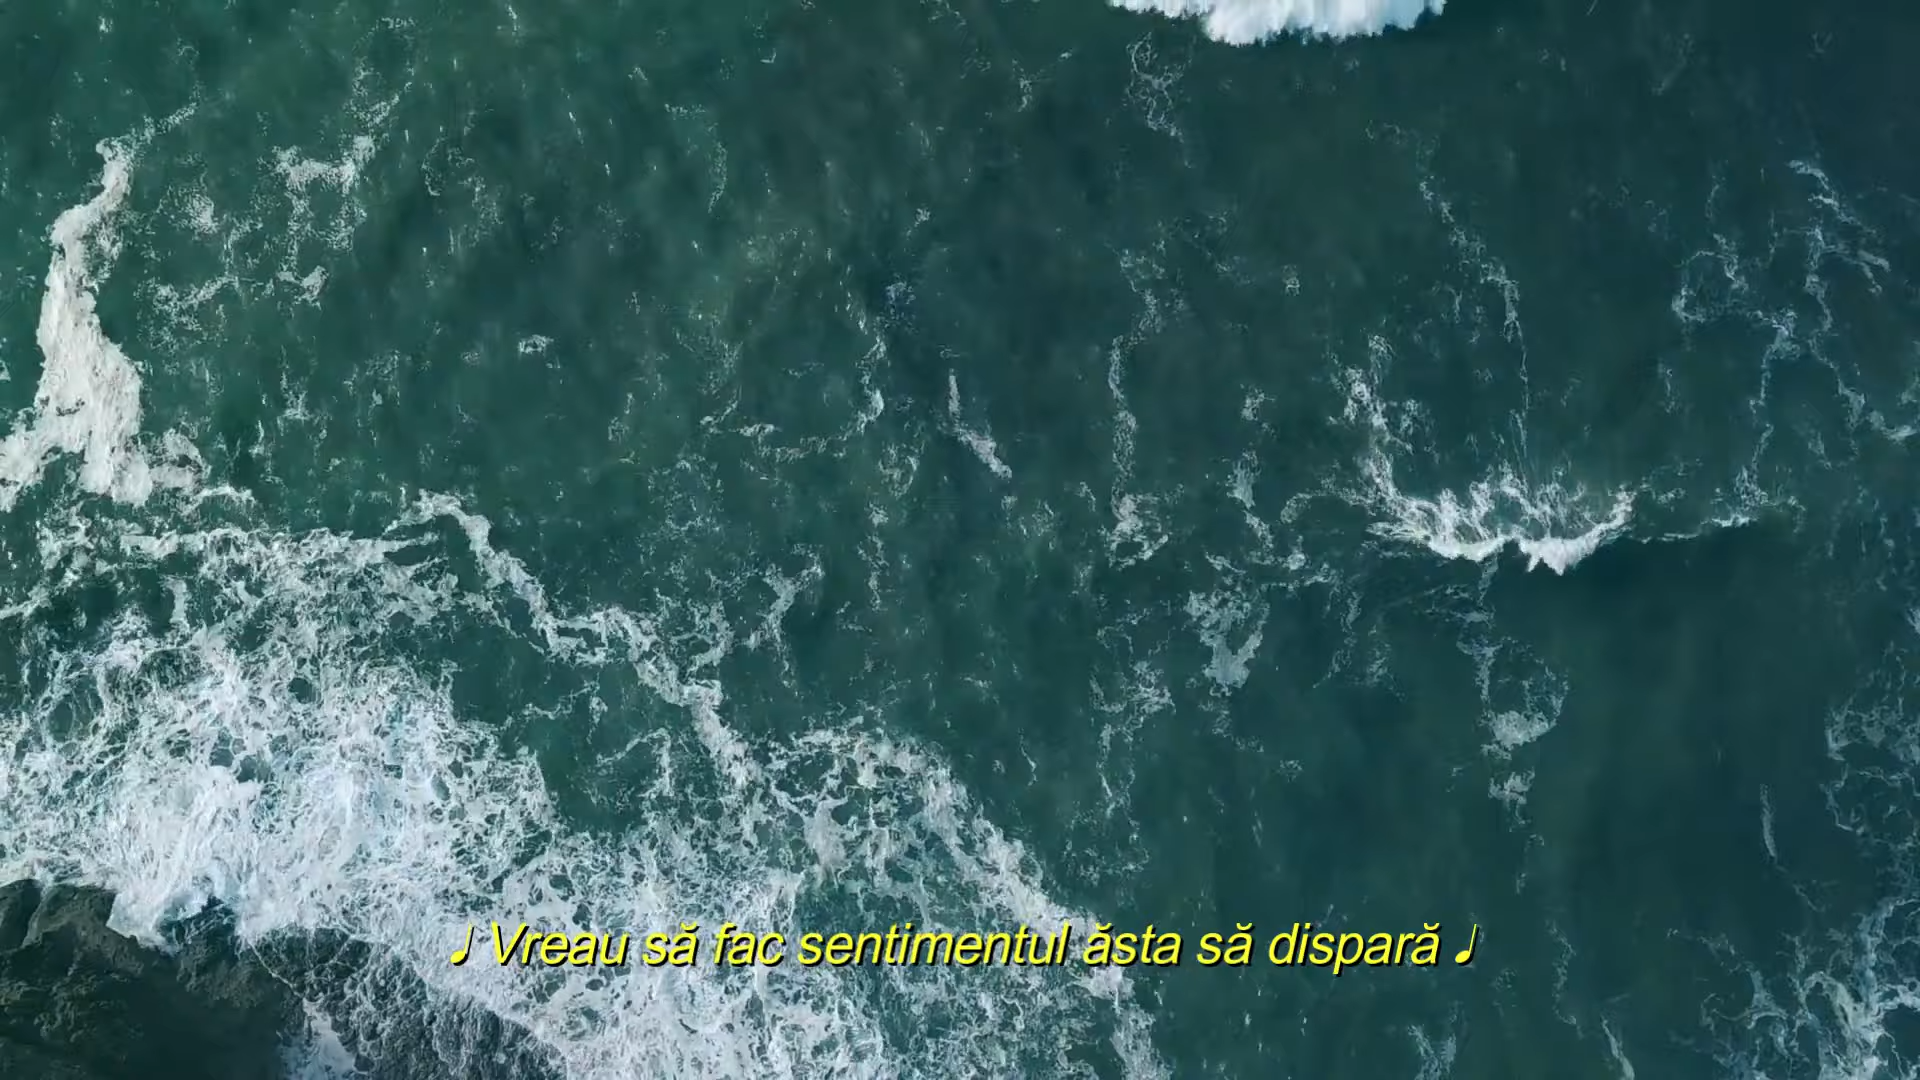 ♩ Vreau să fac sentimentul ăsta să dispară ♩